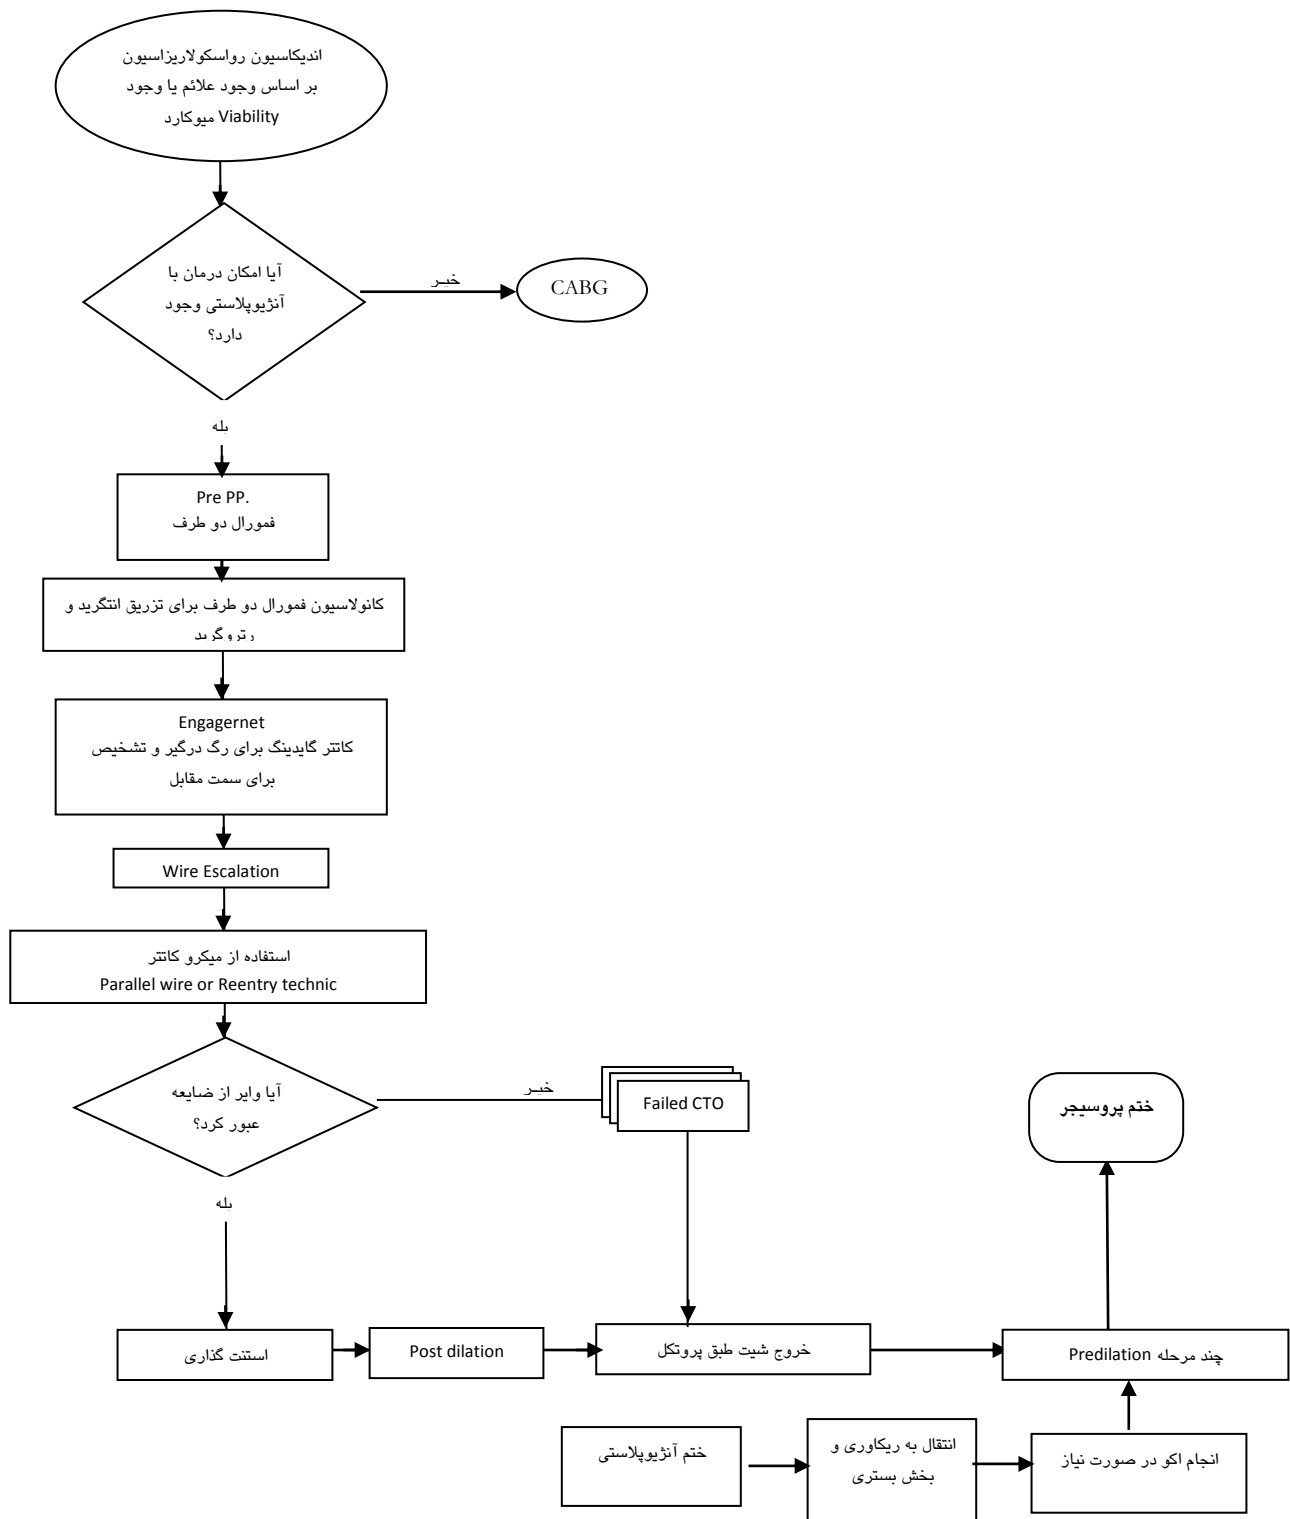 اندیکاسیون رواسکولاریزاسیون
بر اساس وجود علائم یا وجود
Viability میوکارد
آیا امکان درمان با
آنژیوپلاستی وجود
دارد؟
خیـر
CABG
بله
Pre PP.
فمورال دو طرف
کانولاسیون فمورال دو طرف برای تزریق انتگرید و
رتروگرید
Engagernet
کاتتر گایدینگ برای رگ درگیر و تشخیص
برای سمت مقابل
Wire Escalation
استفاده از میکرو کاتتر
Parallel wire or Reentry technic
آیا وایر از ضایعه
عبور کرد؟
خیـر
Failed CTO
ختم پروسیجر
بله
استنت گذاری
Post dilation
خروج شیت طبق پروتکل
چند مرحله Predilation
ختم آنژیوپلاستی
انتقال به ریکاوری و
بخش بستری
انجام اکو در صورت نیاز